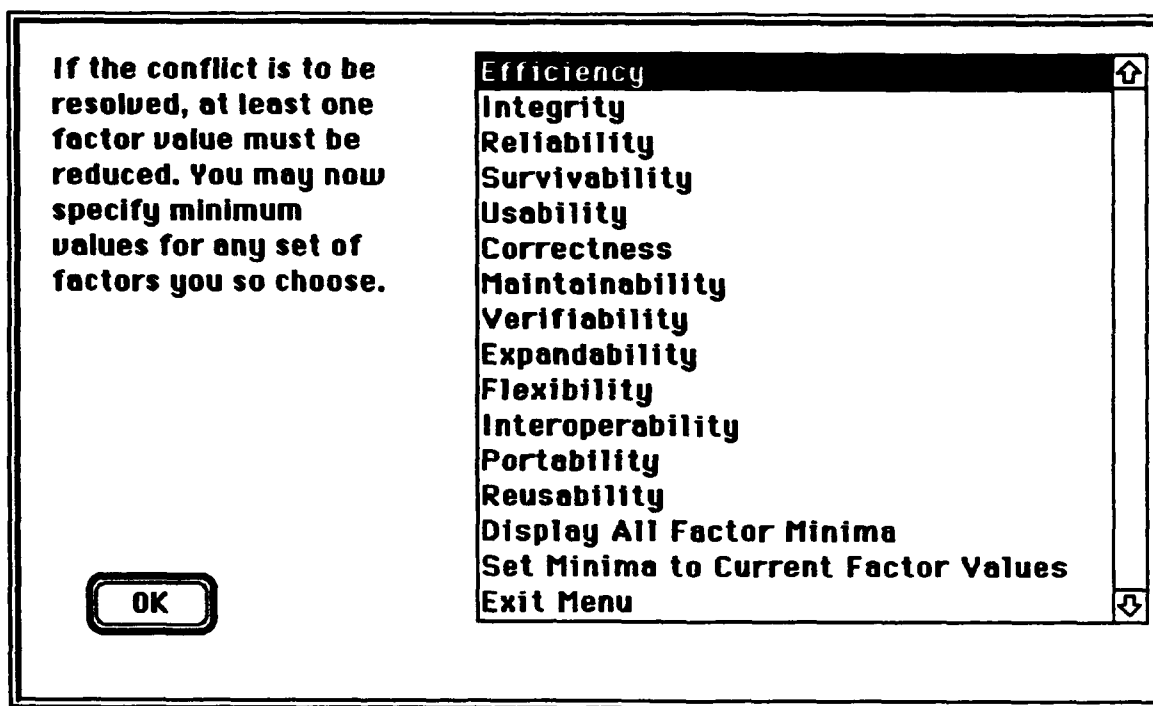 If the conflict is to be
resolved, at least one
factor value must be
reduced. You may now
specify minimum
values for any set of
factors you so choose.
OK
Efficiency
Integrity
Reliability
Survivability
Usability
Correctness
Maintainability
Verifiability
Expandability
Flexibility
Interoperability
Portability
Reusability
Display All Factor Minima
Set Minima to Current Factor Values
Exit Menu